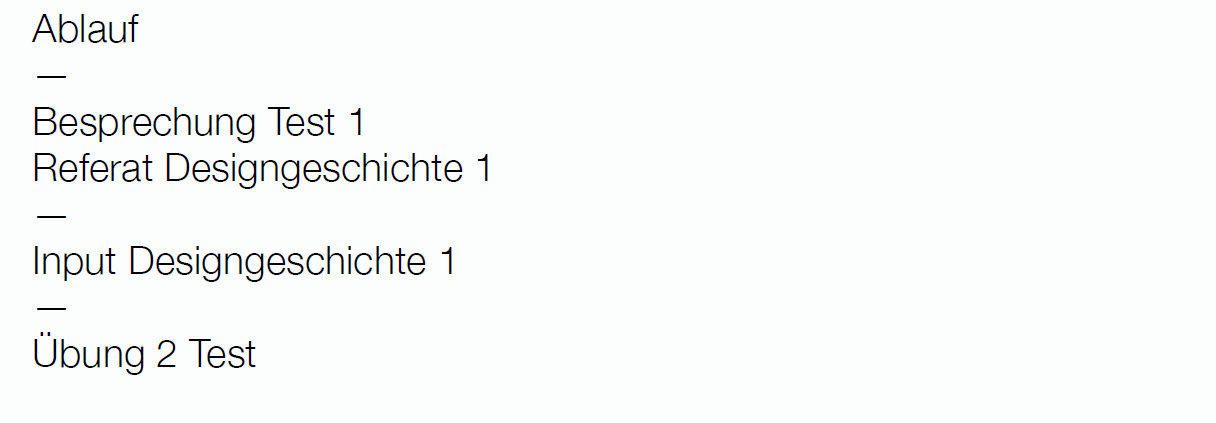 Ablauf
—
Besprechung Test 1
Referat Designgeschichte 1
—
Input Designgeschichte 1
—
Übung 2 Test